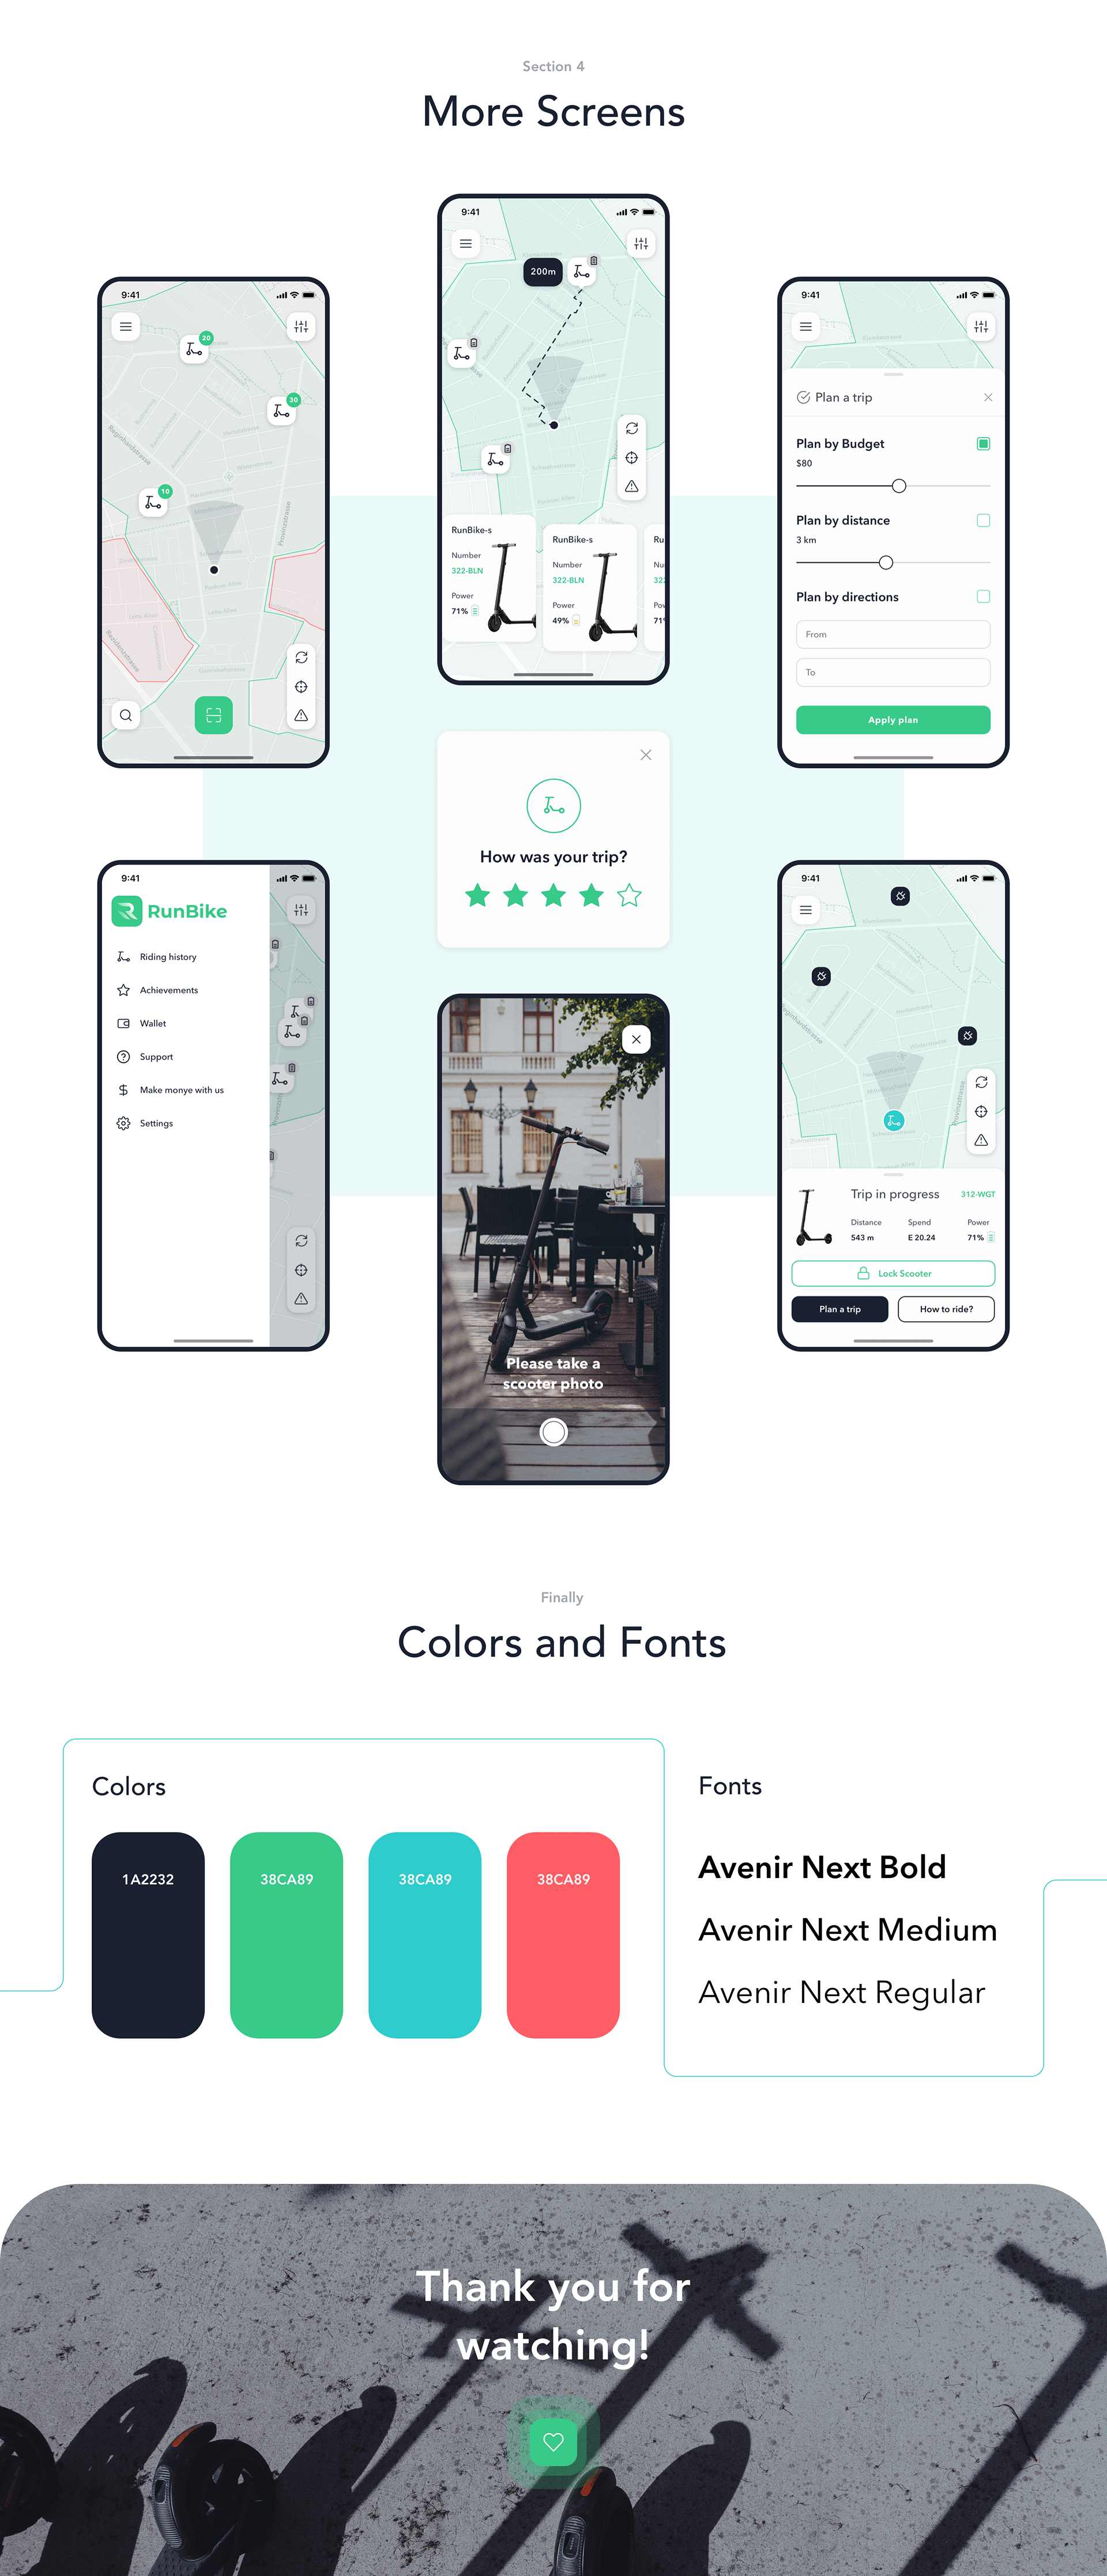 Section 4
More Screens
9:41
20
30
10
Reginhardstrasse
Provinzstrasse
Residenzstrasse
9:41
200m
RunBike-s
Number
322-BLN
Power
71%
RunBike-s
Number
322-BLN
Power
49%
Ru
Nu
32
Pov
71
9:41
Plan a trip
Plan by Budget
$80
Plan by distance
3 km
Plan by directions
From
To
Apply plan
How was your trip?
9:41
RunBike
Riding history
Achievements
Wallet
Support
Make monye with us
Settings
Please take a
scooter photo
9:41
Provinzstrasse
Trip in progress
312-WGT
Distance
Spend
Power
543 m
E 20.24
71%
Lock Scooter
Plan a trip
How to ride?
Finally
Colors and Fonts
Colors
1A2232
38CA89
38CA89
38CA89
Fonts
Avenir Next Bold
Avenir Next Medium
Avenir Next Regular
Thank you for
watching!